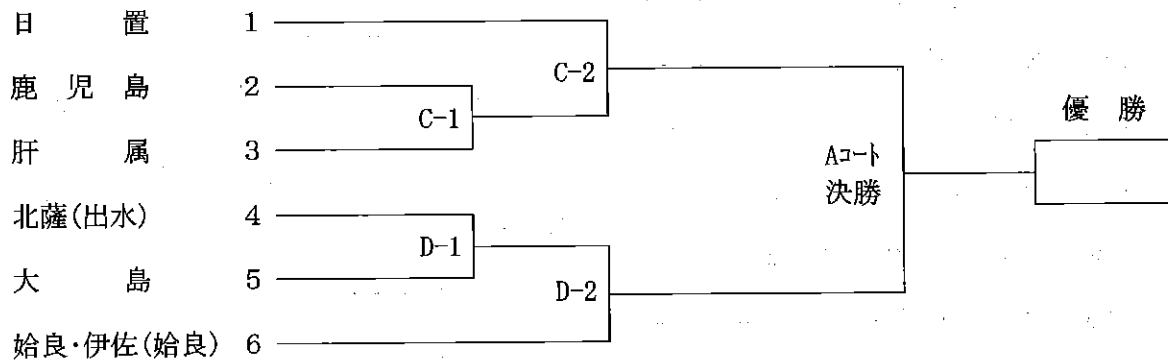 日置 1
鹿児島 2
肝属 3
北薩(出水) 4
大島 5
姶良・伊佐(姶良) 6
C-1
C-2
D-1
D-2
Aコート
決勝
優勝